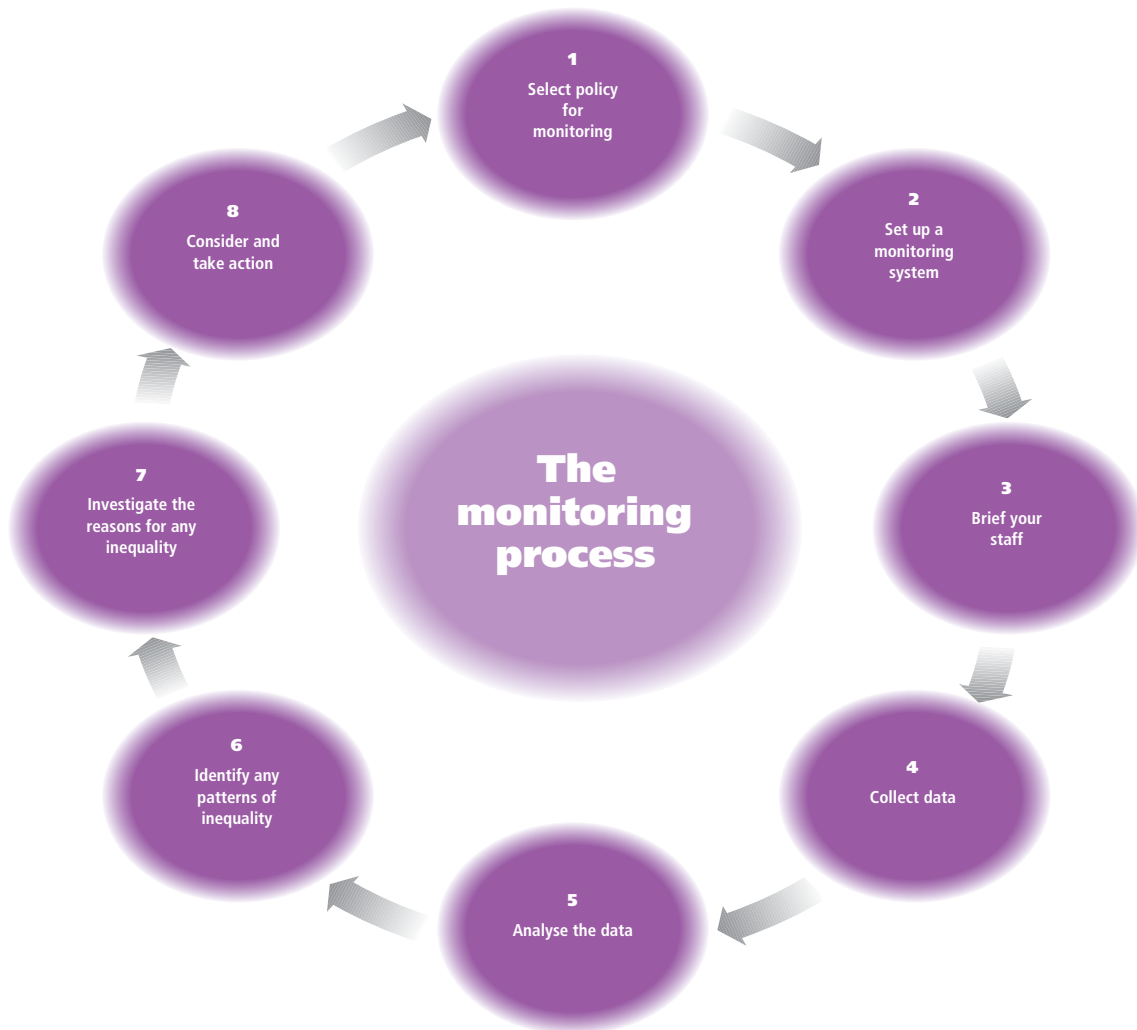 1
Select policy
for
monitoring
2
Set up a
monitoring
system
3
Brief your
staff
4
Collect data
5
Analyse the data
6
Identify any
patterns of
inequality
7
Investigate the
reasons for any
inequality
8
Consider and
take action
The
monitoring
process